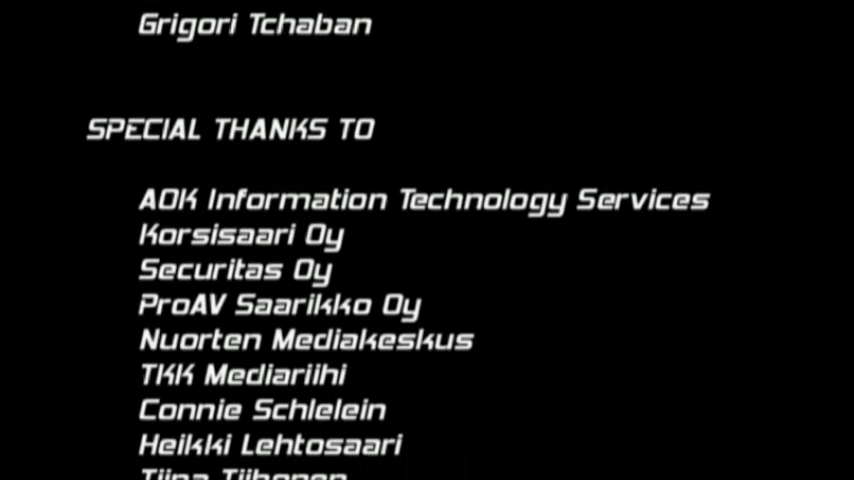 Grigori Tchaban
SPECIAL THANKS TO
AOK Information Technology Services
Korsisaari Oy
Securitas Oy
ProAV Saarikko Oy
Nuorten Mediakeskus
TKK Mediariihi
Connie Schlelein
Heikki Lehtosaari